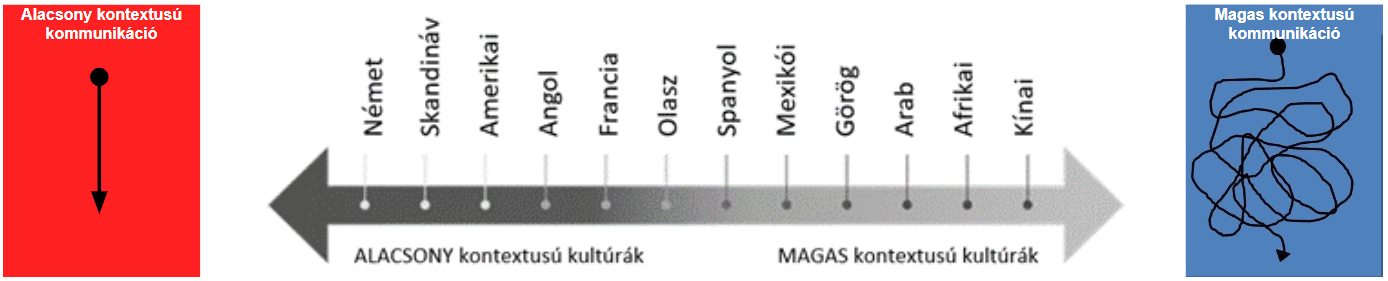 Alacsony kontextusú
kommunikáció
Német
Skandináv
Amerikai
Angol
Francia
Olasz
Spanyol
Mexikói
Görög
Arab
Afrikai
Kínai
ALACSONY kontextusú kultúrák
MAGAS kontextusú kultúrák
Magas kontextusú
kommunikáció